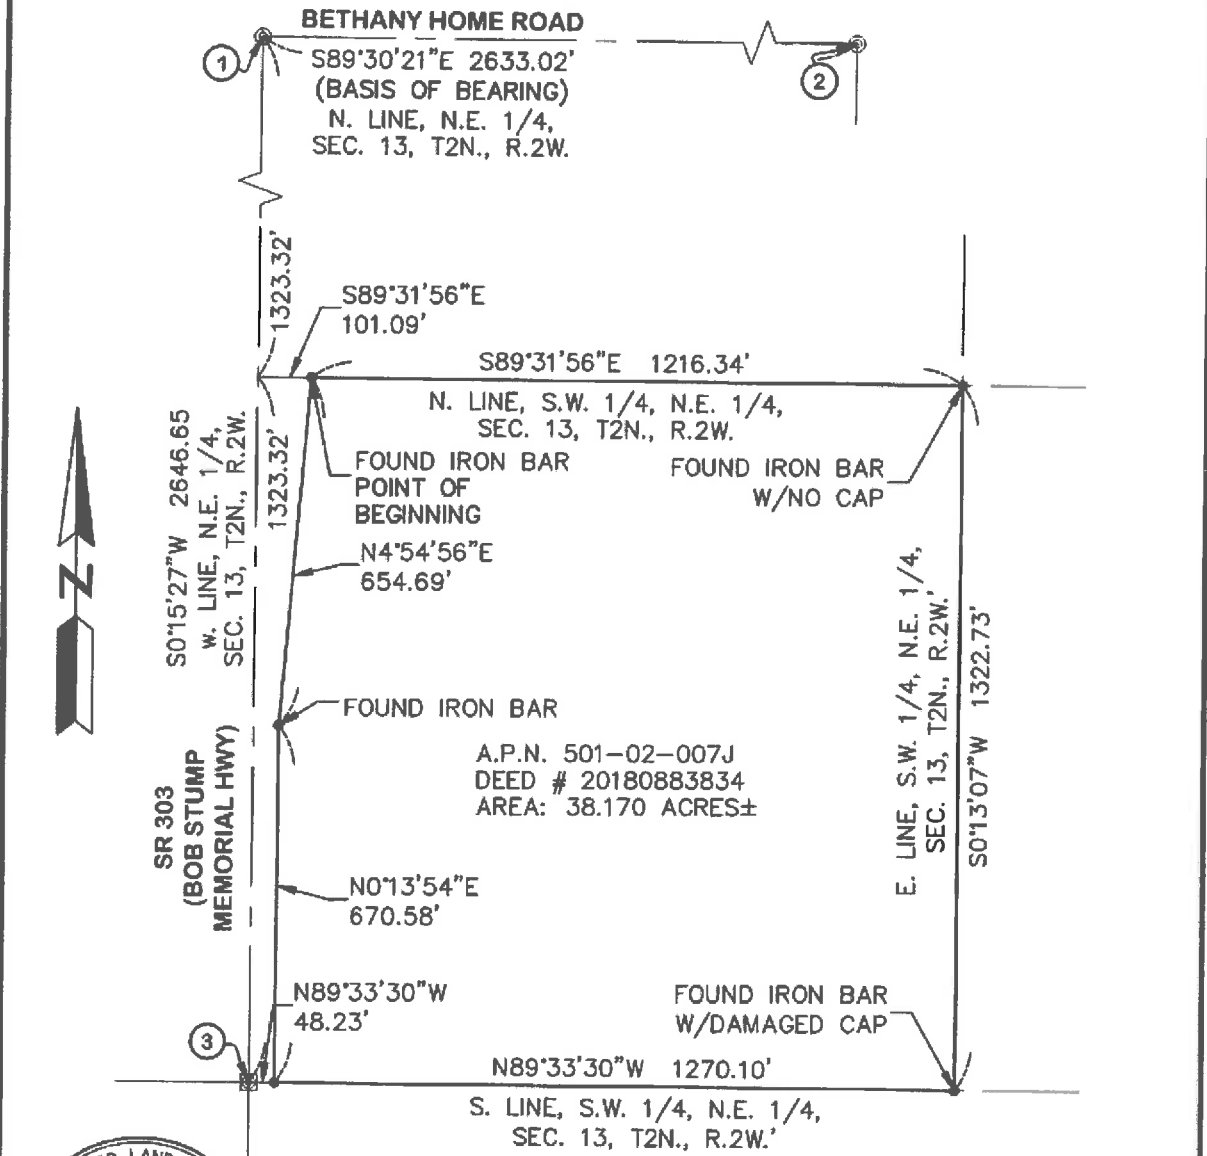 BETHANY HOME ROAD
1
S89°30'21"E 2633.02'
(BASIS OF BEARING)
N. LINE, N.E. 1/4,
SEC. 13, T2N., R.2W.
2
1323.32'
S89°31'56"E
101.09'
S89°31'56"E 1216.34'
N. LINE, S.W. 1/4, N.E. 1/4,
SEC. 13, T2N., R.2W.
S0°15'27"W 2646.65
W. LINE, N.E. 1/4,
SEC. 13, T2N., R.2W.
1323.32'
FOUND IRON BAR
POINT OF
BEGINNING
FOUND IRON BAR
W/NO CAP
N4°54'56"E
654.69'
N
E. LINE, S.W. 1/4, N.E. 1/4,
SEC. 13, T2N., R.2W.'
S0°13'07"W 1322.73'
FOUND IRON BAR
A.P.N. 501-02-007J
DEED # 20180883834
AREA: 38.170 ACRES±
SR 303
(BOB STUMP
MEMORIAL HWY)
N0°13'54"E
670.58'
N89°33'30"W
48.23'
FOUND IRON BAR
W/DAMAGED CAP
3
N89°33'30"W 1270.10'
S. LINE, S.W. 1/4, N.E. 1/4,
SEC. 13, T2N., R.2W.'
LAND